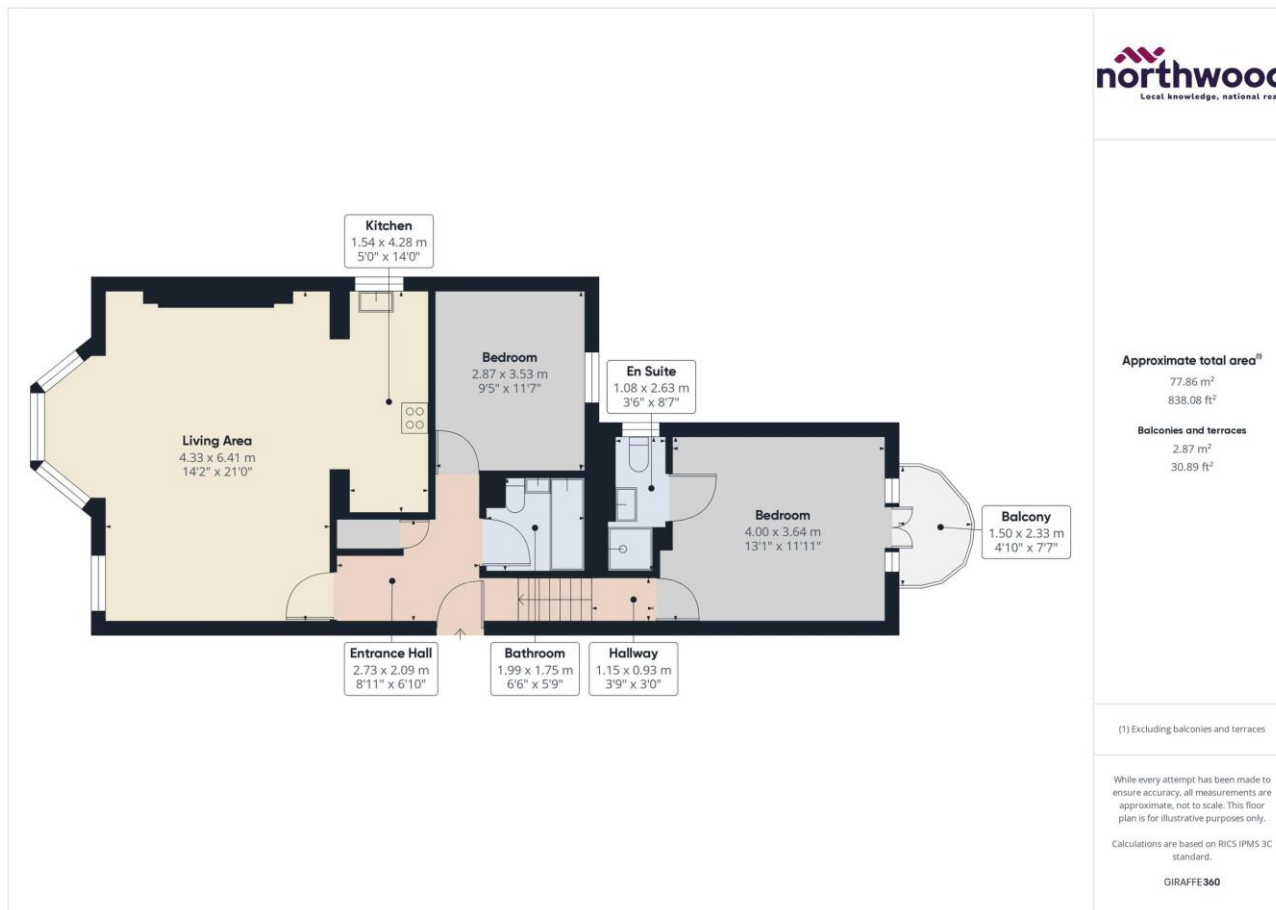 Kitchen
1.54 x 4.28 m
5'0" x 14'0"
Bedroom
2.87 x 3.53 m
9'5" x 11'7"
En Suite
1.08 x 2.63 m
3'6" x 8'7"
Living Area
4.33 x 6.41 m
14'2" x 21'0"
Bedroom
4.00 x 3.64 m
13'1" x 11'11"
Balcony
1.50 x 2.33 m
4'10" x 7'7"
Entrance Hall
2.73 x 2.09 m
8'11" x 6'10"
Bathroom
1.99 x 1.75 m
6'6" x 5'9"
Hallway
1.15 x 0.93 m
3'9" x 3'0"
northwood
Local knowledge, national rea
Approximate total area(1)
77.86 m²
838.08 ft²
Balconies and terraces
2.87 m²
30.89 ft²
(1) Excluding balconies and terraces
While every attempt has been made to
ensure accuracy, all measurements are
approximate, not to scale. This floor
plan is for illustrative purposes only.
Calculations are based on RICS IPMS 3C
standard.
GIRAFFE360